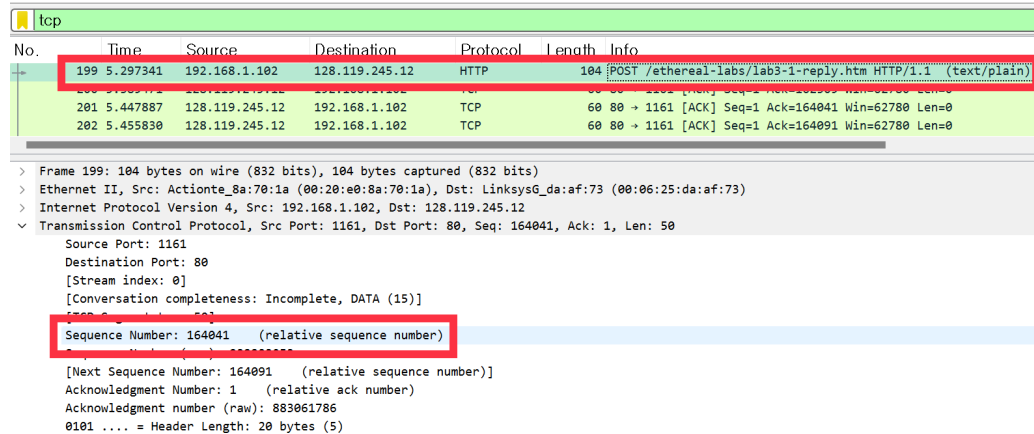 tcp
No. Time Source Destination Protocol Length Info
199 5.297341 192.168.1.102 128.119.245.12 HTTP 104 POST /ethereal-labs/lab3-1-reply.htm HTTP/1.1 (text/plain)
201 5.447887 128.119.245.12 192.168.1.102 TCP 60 80 → 1161 [ACK] Seq=1 Ack=164041 Win=62780 Len=0
202 5.455830 128.119.245.12 192.168.1.102 TCP 60 80 → 1161 [ACK] Seq=1 Ack=164091 Win=62780 Len=0
Frame 199: 104 bytes on wire (832 bits), 104 bytes captured (832 bits)
Ethernet II, Src: Actionte_8a:70:1a (00:20:e0:8a:70:1a), Dst: LinksysG_da:af:73 (00:06:25:da:af:73)
Internet Protocol Version 4, Src: 192.168.1.102, Dst: 128.119.245.12
Transmission Control Protocol, Src Port: 1161, Dst Port: 80, Seq: 164041, Ack: 1, Len: 50
Source Port: 1161
Destination Port: 80
[Stream index: 0]
[Conversation completeness: Incomplete, DATA (15)]
Sequence Number: 164041 (relative sequence number)
[Next Sequence Number: 164091 (relative sequence number)]
Acknowledgment Number: 1 (relative ack number)
Acknowledgment number (raw): 883061786
0101 .... = Header Length: 20 bytes (5)